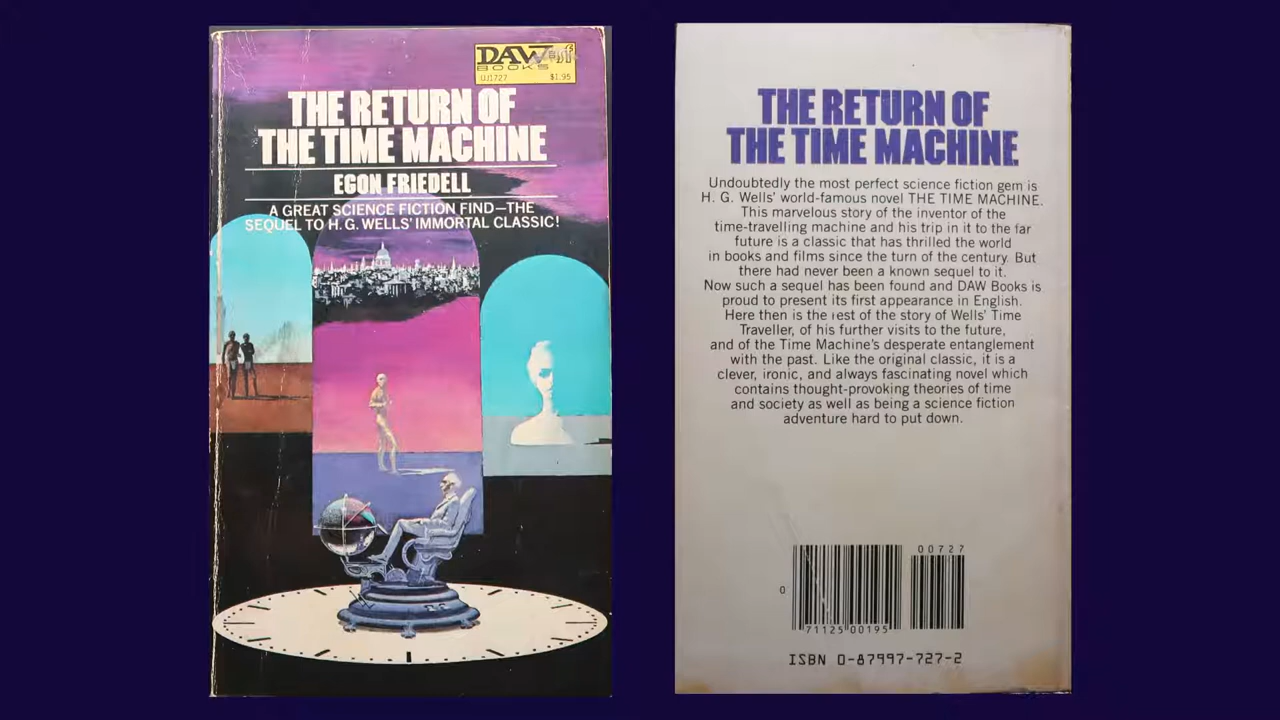 DAW
BOOKS
UJ1727 $1.95
THE RETURN OF
THE TIME MACHINE
EGON FRIEDELL
A GREAT SCIENCE FICTION FIND—THE
SEQUEL TO H. G. WELLS' IMMORTAL CLASSIC!
THE RETURN OF
THE TIME MACHINE
Undoubtedly the most perfect science fiction gem is
H. G. Wells' world-famous novel THE TIME MACHINE.
This marvelous story of the inventor of the
time-travelling machine and his trip in it to the far
future is a classic that has thrilled the world
in books and films since the turn of the century. But
there had never been a known sequel to it.
Now such a sequel has been found and DAW Books is
proud to present its first appearance in English.
Here then is the rest of the story of Wells' Time
Traveller, of his further visits to the future,
and of the Time Machine's desperate entanglement
with the past. Like the original classic, it is a
clever, ironic, and always fascinating novel which
contains thought-provoking theories of time
and society as well as being a science fiction
adventure hard to put down.
00727
0
71125 00195
ISBN 0-87997-727-2